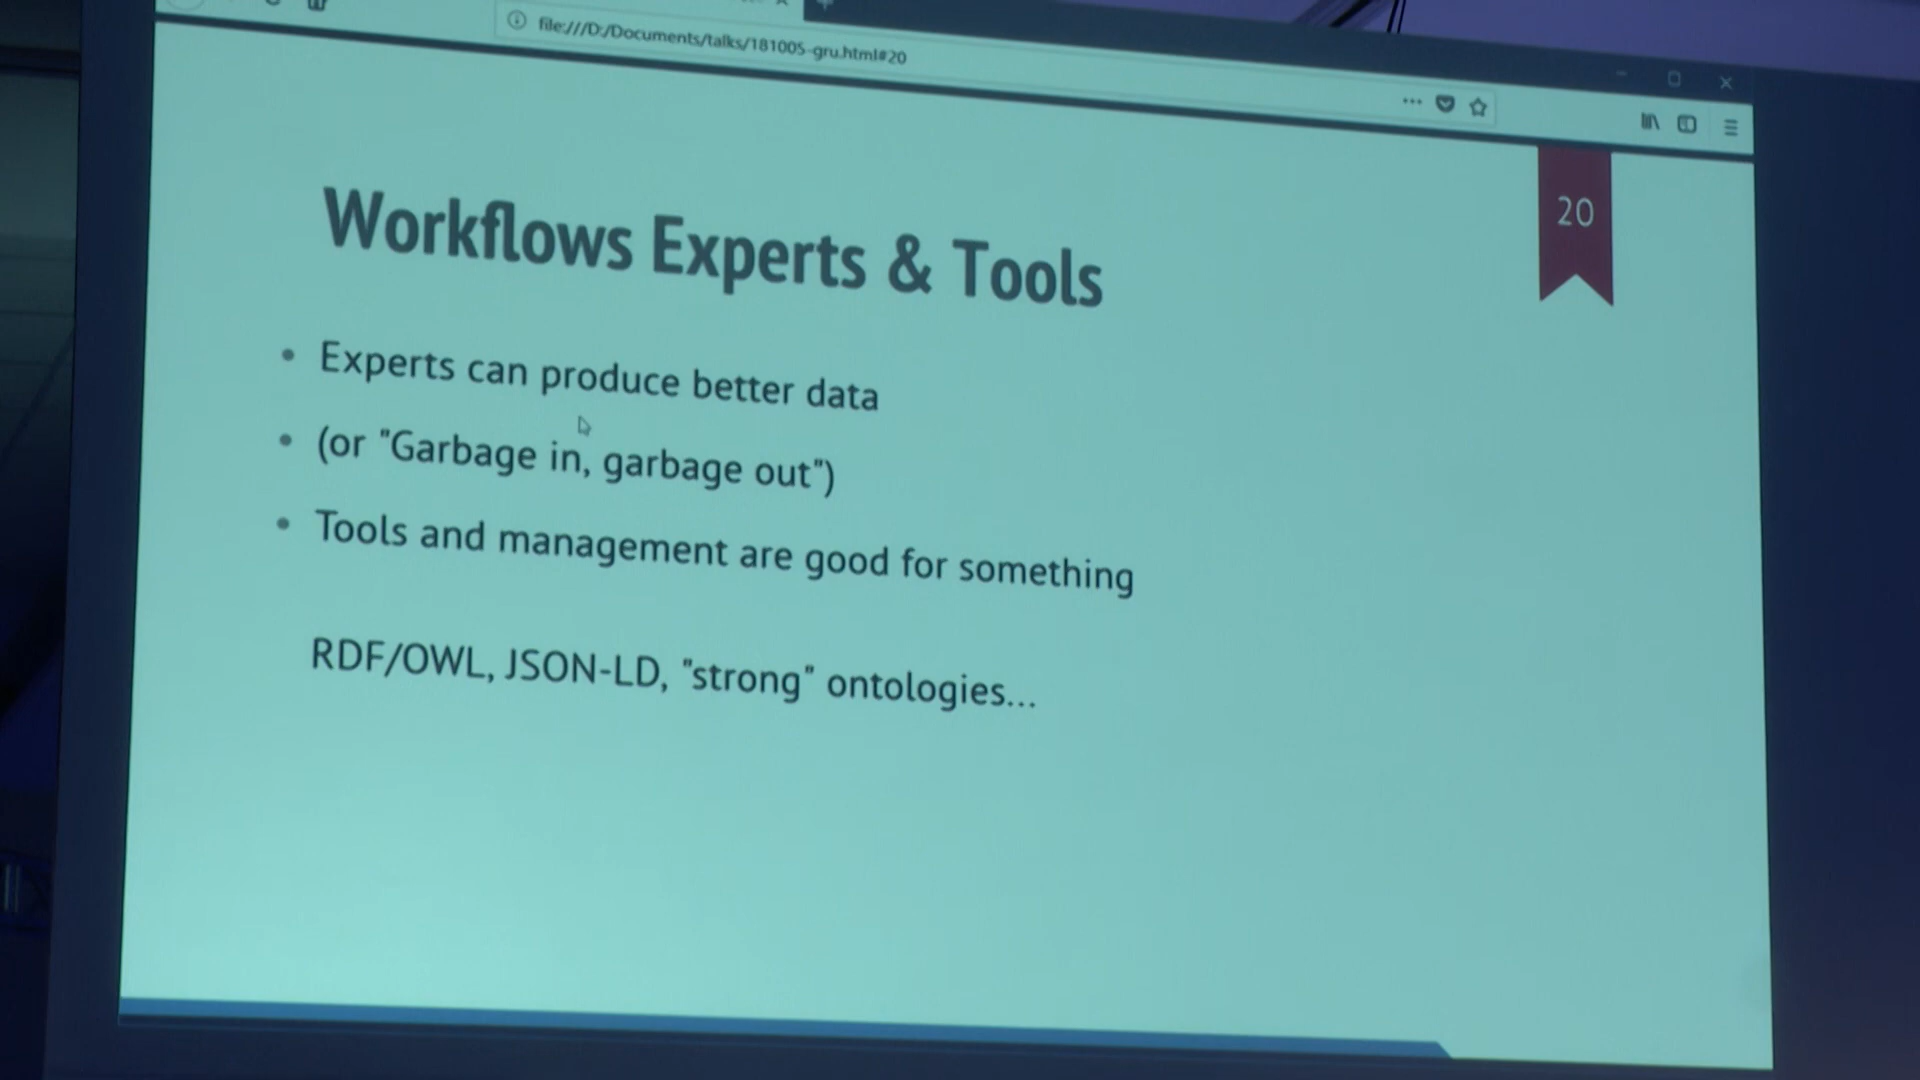 file:///D:/Documents/talks/181005-gru.html#20
20
Workflows Experts & Tools
• Experts can produce better data
• (or "Garbage in, garbage out")
• Tools and management are good for something
RDF/OWL, JSON-LD, "strong" ontologies...